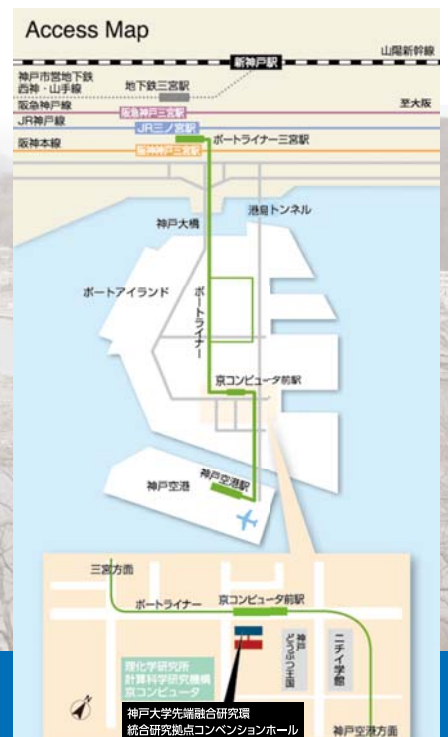 Access Map
山陽新幹線
新神戸駅
神戸市営地下鉄
西神・山手線
地下鉄三宮駅
阪急神戸線
阪急神戸三宮駅
至大阪
JR神戸線
JR三ノ宮駅
ポートライナー三宮駅
阪神本線
阪神神戸三宮駅
港島トンネル
神戸大橋
ポートアイランド
ポートライナー
京コンピュータ前駅
神戸空港駅
神戸空港
三宮方面
ポートライナー
京コンピュータ前駅
理化学研究所
計算科学研究機構
京コンピュータ
神戸
どうぶつ王国
ニチイ学館
神戸大学先端融合研究環
統合研究拠点コンベンションホール
神戸空港方面